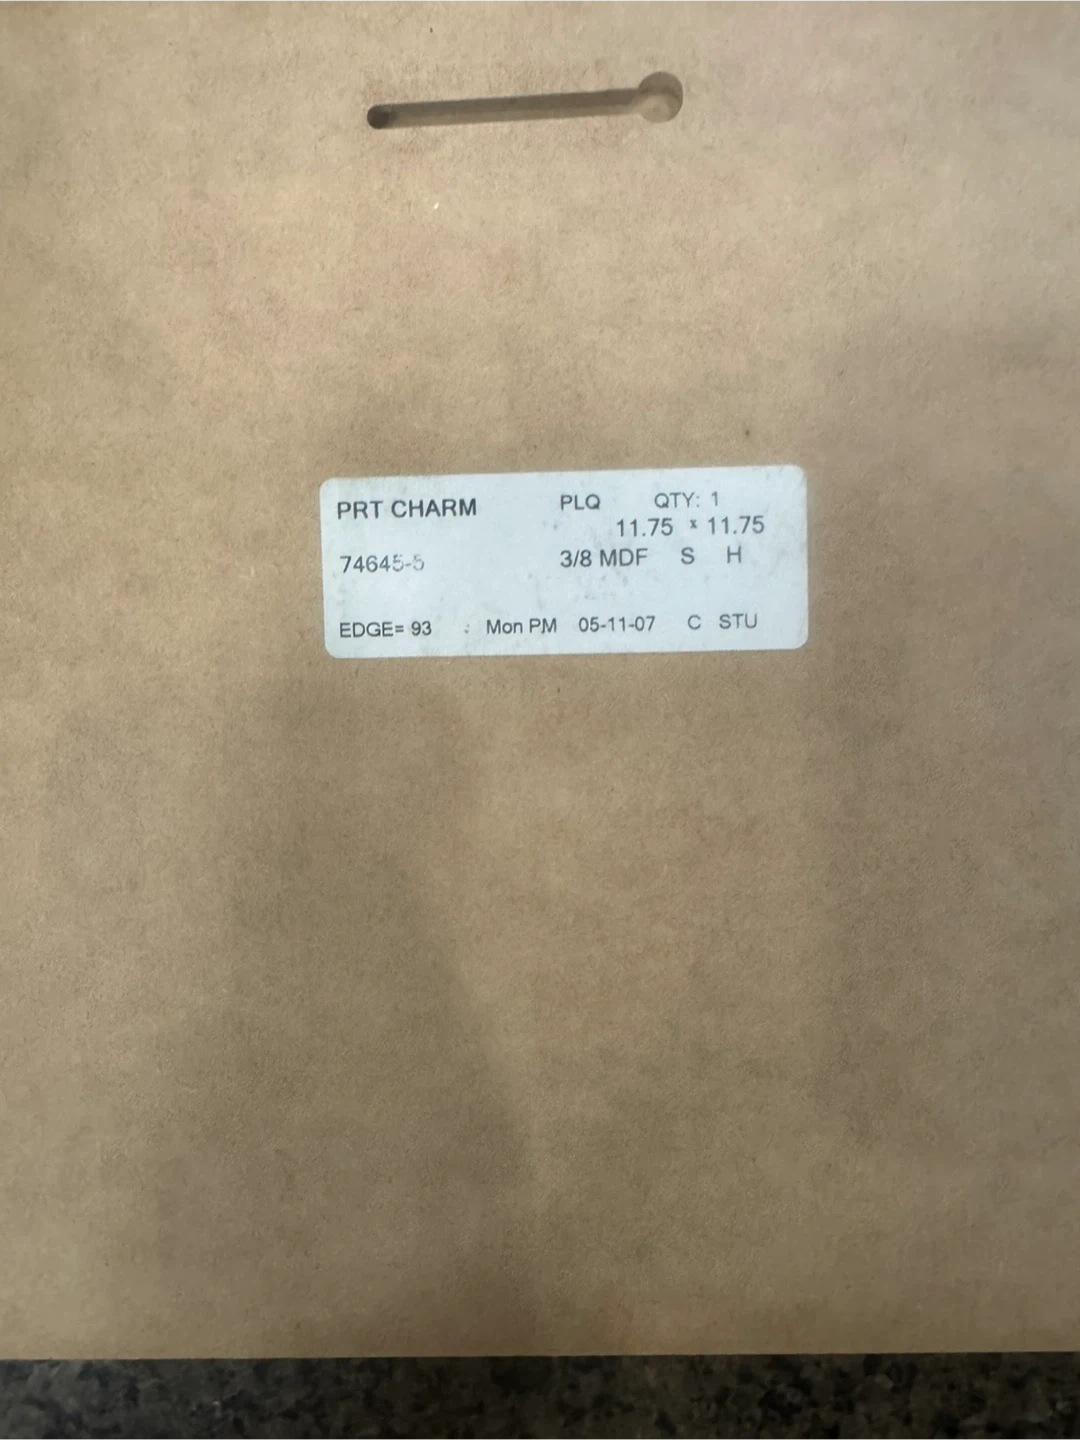 PRT CHARM PLQ QTY: 1
11.75 x 11.75
74645-5 3/8 MDF S H
EDGE= 93 : Mon PM 05-11-07 C STU